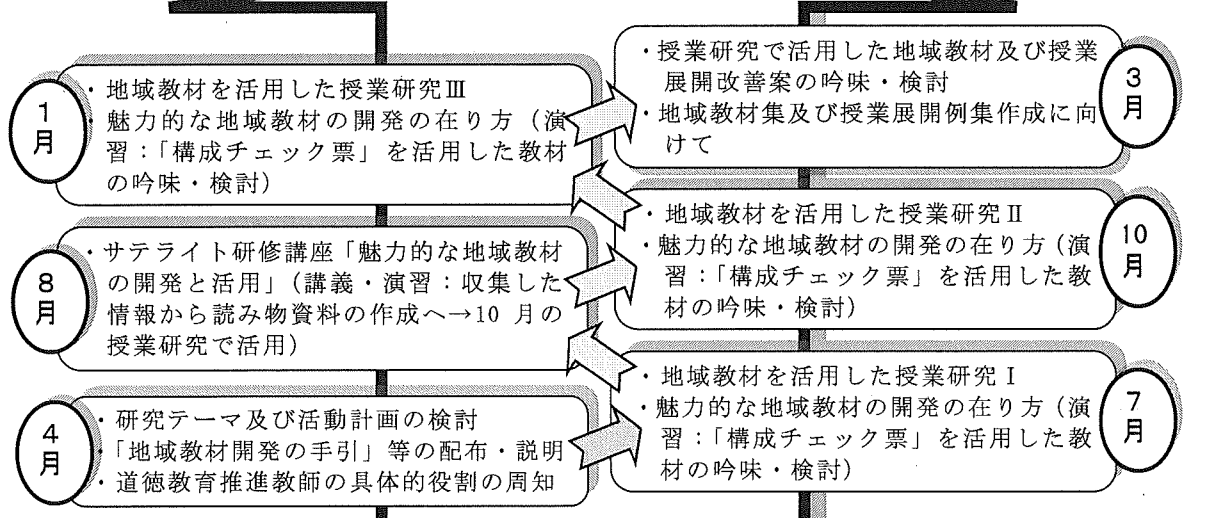 1
月
・地域教材を活用した授業研究Ⅲ
・魅力的な地域教材の開発の在り方（演
習：「構成チェック票」を活用した教材
の吟味・検討）
・授業研究で活用した地域教材及び授業
展開改善案の吟味・検討
・地域教材集及び授業展開例集作成に向
けて
3
月
8
月
・サテライト研修講座「魅力的な地域教材
の開発と活用」（講義・演習：収集した
情報から読み物資料の作成へ→10 月の
授業研究で活用）
・地域教材を活用した授業研究Ⅱ
・魅力的な地域教材の開発の在り方（演
習：「構成チェック票」を活用した教
材の吟味・検討）
10
月
4
月
・研究テーマ及び活動計画の検討
・「地域教材開発の手引」等の配布・説明
・道徳教育推進教師の具体的役割の周知
・地域教材を活用した授業研究Ⅰ
・魅力的な地域教材の開発の在り方（演
習：「構成チェック票」を活用した教
材の吟味・検討）
7
月